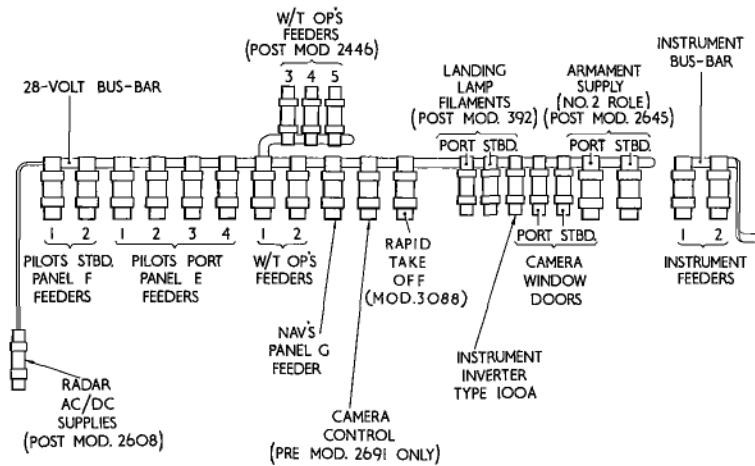 W/T OP'S
FEEDERS
(POST MOD 2446)
3 4 5
28-VOLT BUS-BAR
LANDING
LAMP
FILAMENTS
(POST MOD. 392)
PORT STBD.
ARMAMENT
SUPPLY
(NO. 2 ROLE)
(POST MOD. 2645)
PORT STBD.
INSTRUMENT
BUS-BAR
1 2
PILOTS STBD.
PANEL F
FEEDERS
1 2 3 4
PILOTS PORT
PANEL E
FEEDERS
1 2
W/T OP'S
FEEDERS
NAV'S
PANEL G
FEEDER
CAMERA
CONTROL
(PRE MOD. 2691 ONLY)
RAPID
TAKE
OFF
(MOD. 3088)
INSTRUMENT
INVERTER
TYPE 100A
PORT STBD.
CAMERA
WINDOW
DOORS
1 2
INSTRUMENT
FEEDERS
RADAR
AC/DC
SUPPLIES
(POST MOD. 2608)